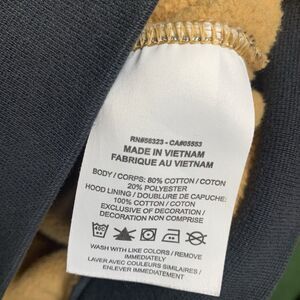 RN#56323 - CA#05553
MADE IN VIETNAM
FABRIQUE AU VIETNAM
BODY / CORPS: 80% COTTON / COTON
20% POLYESTER
HOOD LINING / DOUBLURE DE CAPUCHE:
100% COTTON / COTON
EXCLUSIVE OF DECORATION /
DECORATION NON COMPRISE
WASH WITH LIKE COLORS / REMOVE
IMMEDIATELY
LAVER AVEC COULEURS SIMILAIRES /
ENLEVER IMMEDIATEMENT